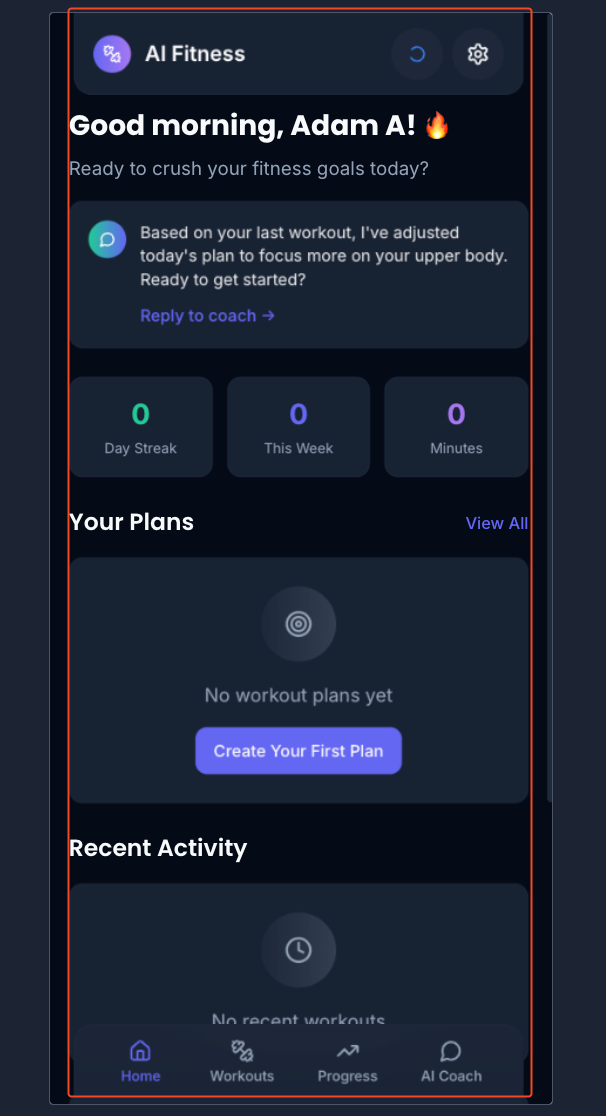 AI Fitness
Good morning, Adam A! 🔥
Ready to crush your fitness goals today?
Based on your last workout, I've adjusted
today's plan to focus more on your upper body.
Ready to get started?
Reply to coach →
0
Day Streak
0
This Week
0
Minutes
Your Plans
View All
No workout plans yet
Create Your First Plan
Recent Activity
No recent workouts
Home
Workouts
Progress
AI Coach